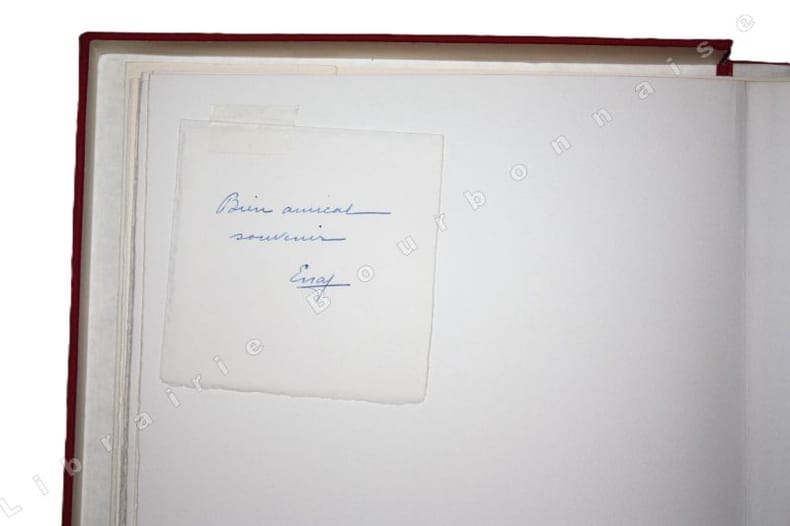 Bien amical
souvenir
Librairie Bourbonnaise